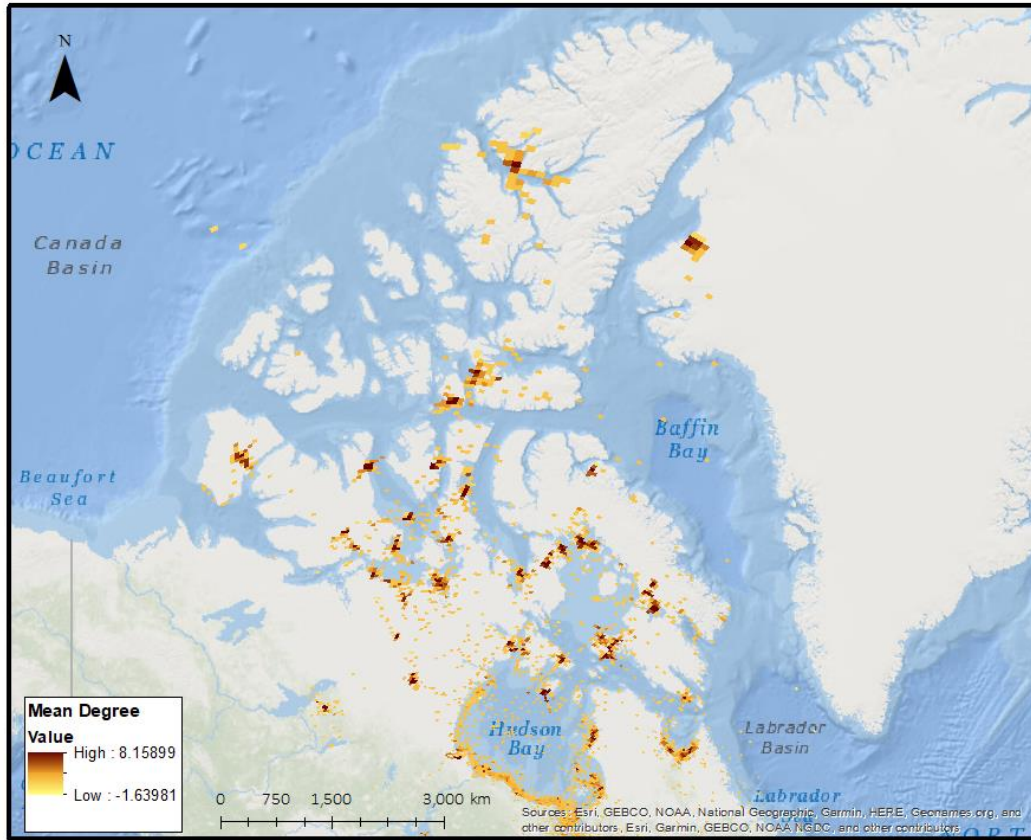 N
OCEAN
Canada
Basin
Baffin
Bay
Beaufort
Sea
Hudson
Bay
Labrador
Basin
Labrador
Mean Degree
Value
High : 8.15899
Low : -1.63981
0 750 1,500 3,000 km
Sources: Esri, GEBCO, NOAA, National Geographic, Garmin, HERE, Geonames.org, and
other contributors, Esri, Garmin, GEBCO, NOAA NGDC, and other contributors